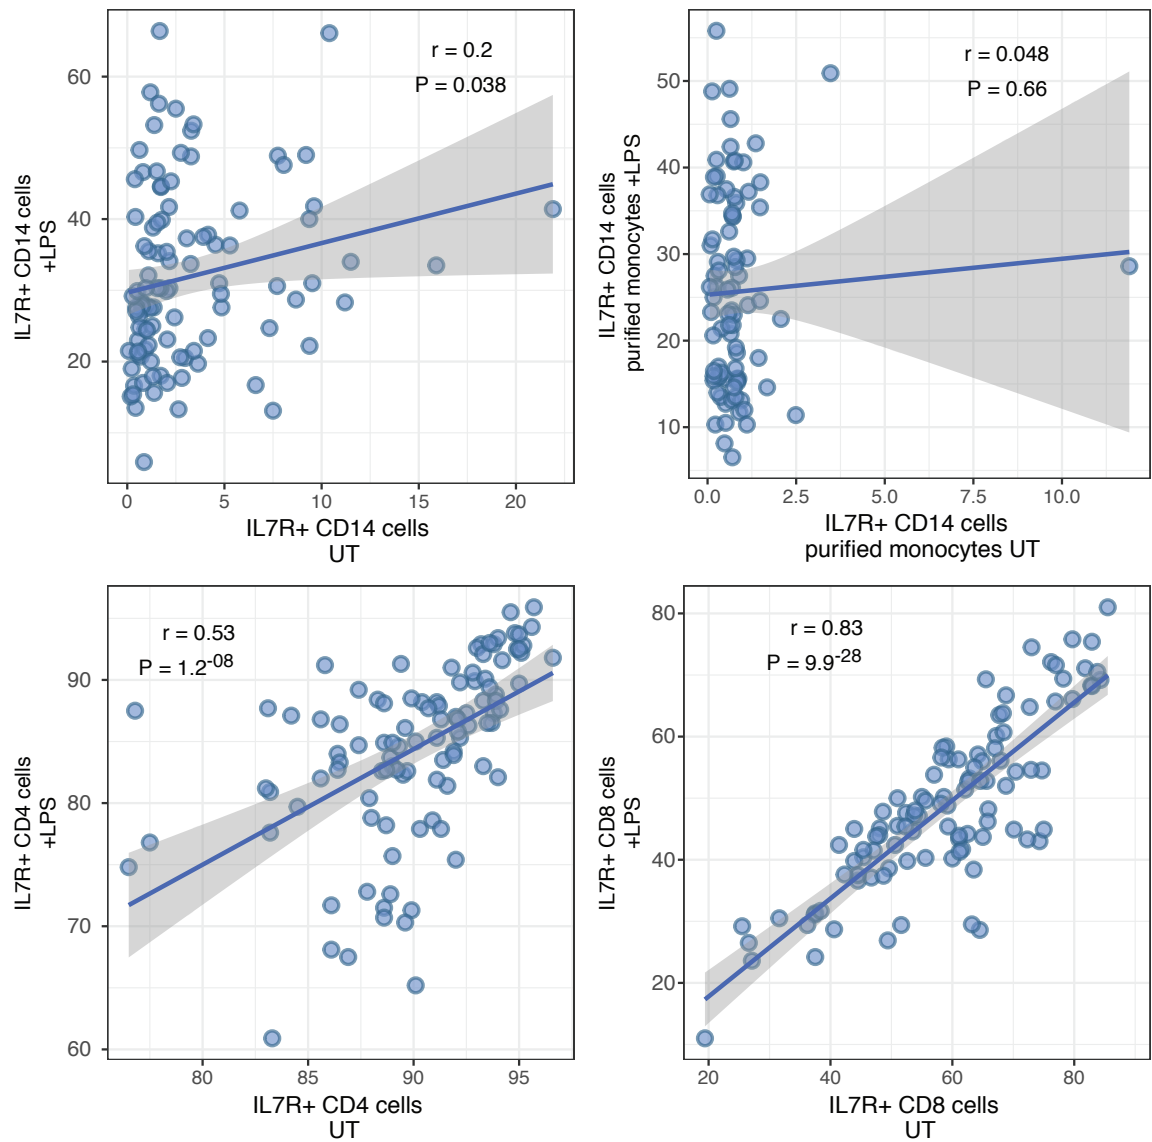 r = 0.2
P = 0.038
60
40
20
0 5 10 15 20
IL7R+ CD14 cells
+LPS
IL7R+ CD14 cells
UT
r = 0.048
P = 0.66
50
40
30
20
10
0.0 2.5 5.0 7.5 10.0
IL7R+ CD14 cells
purified monocytes +LPS
IL7R+ CD14 cells
purified monocytes UT
r = 0.53
P = 1.2-08
90
80
70
60
80 85 90 95
IL7R+ CD4 cells
+LPS
IL7R+ CD4 cells
UT
r = 0.83
P = 9.9-28
80
60
40
20
20 40 60 80
IL7R+ CD8 cells
+LPS
IL7R+ CD8 cells
UT